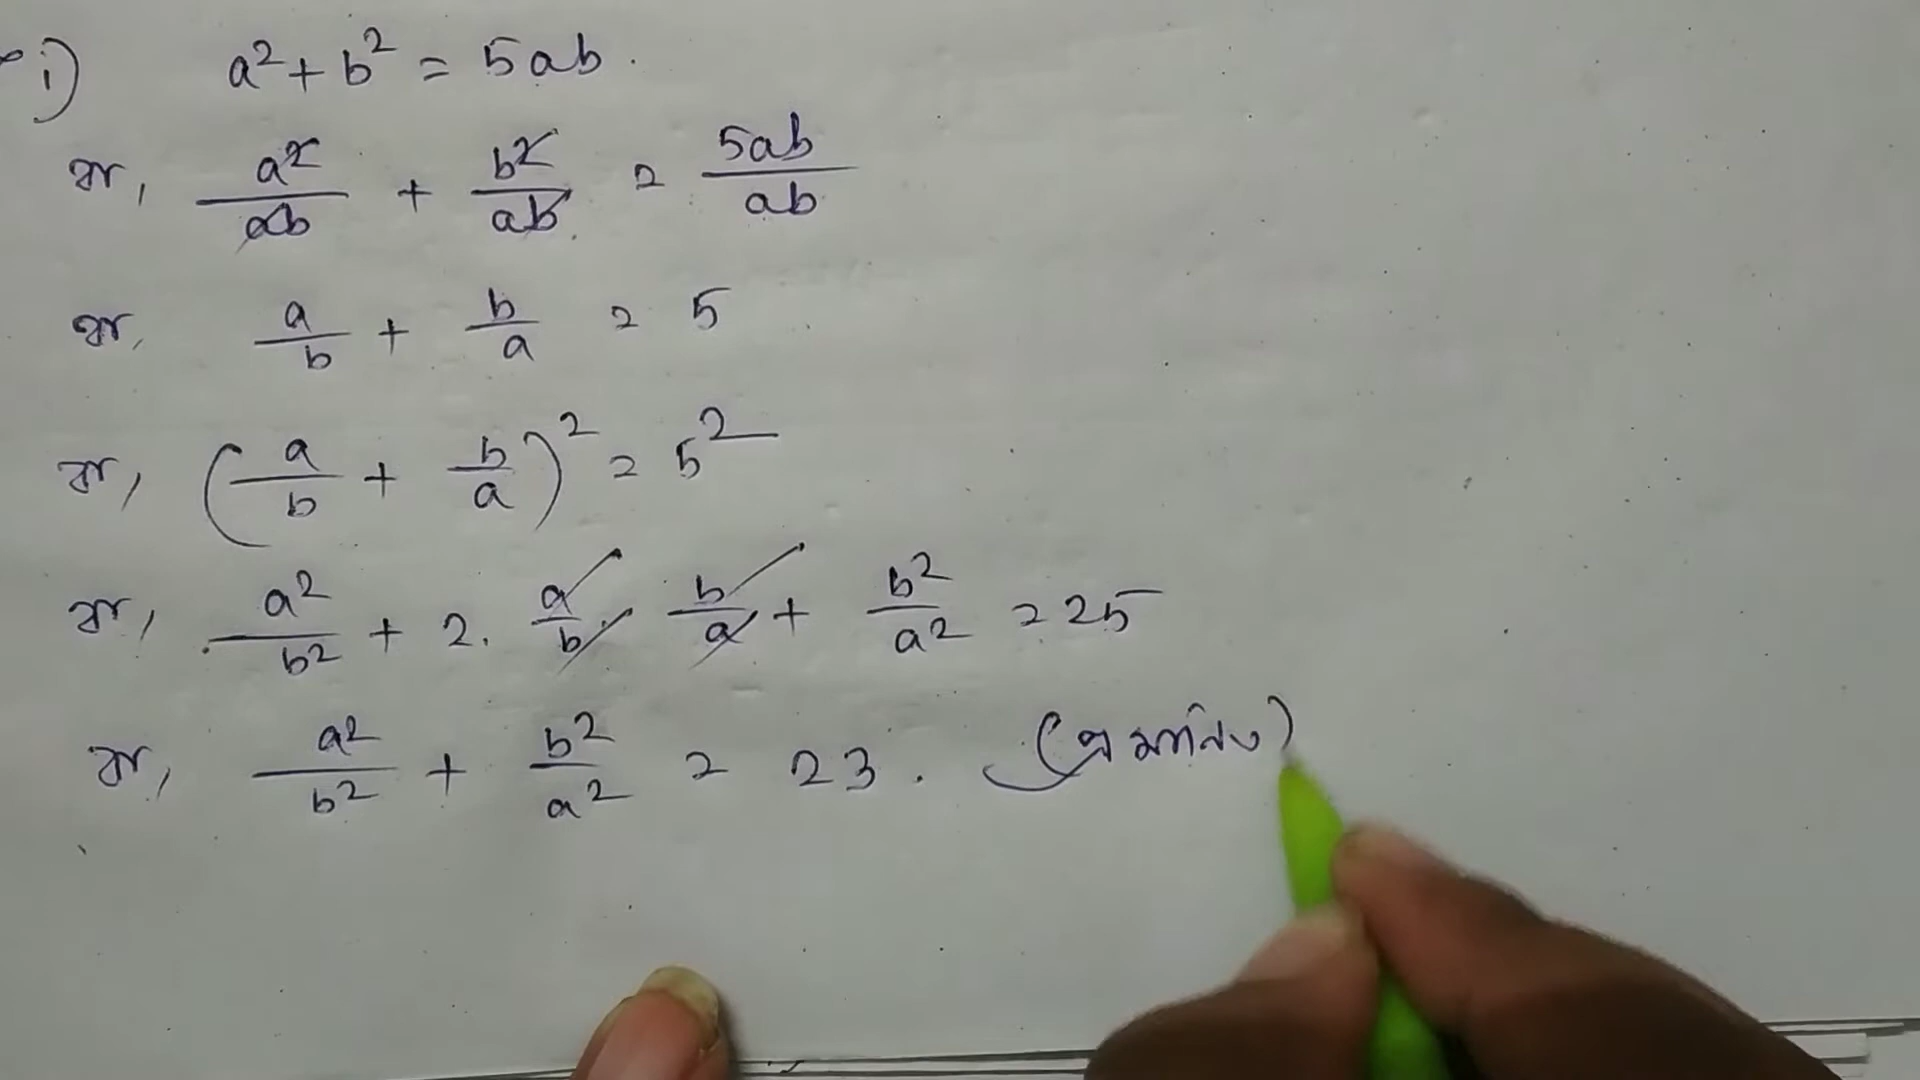 i) a² + b² = 5ab.
বা, a²/ab + b²/ab = 5ab/ab
বা, a/b + b/a = 5
বা, (a/b + b/a)² = 5²
বা, a²/b² + 2. a/b . b/a + b²/a² = 25
বা, a²/b² + b²/a² = 23. (প্রমানিত)